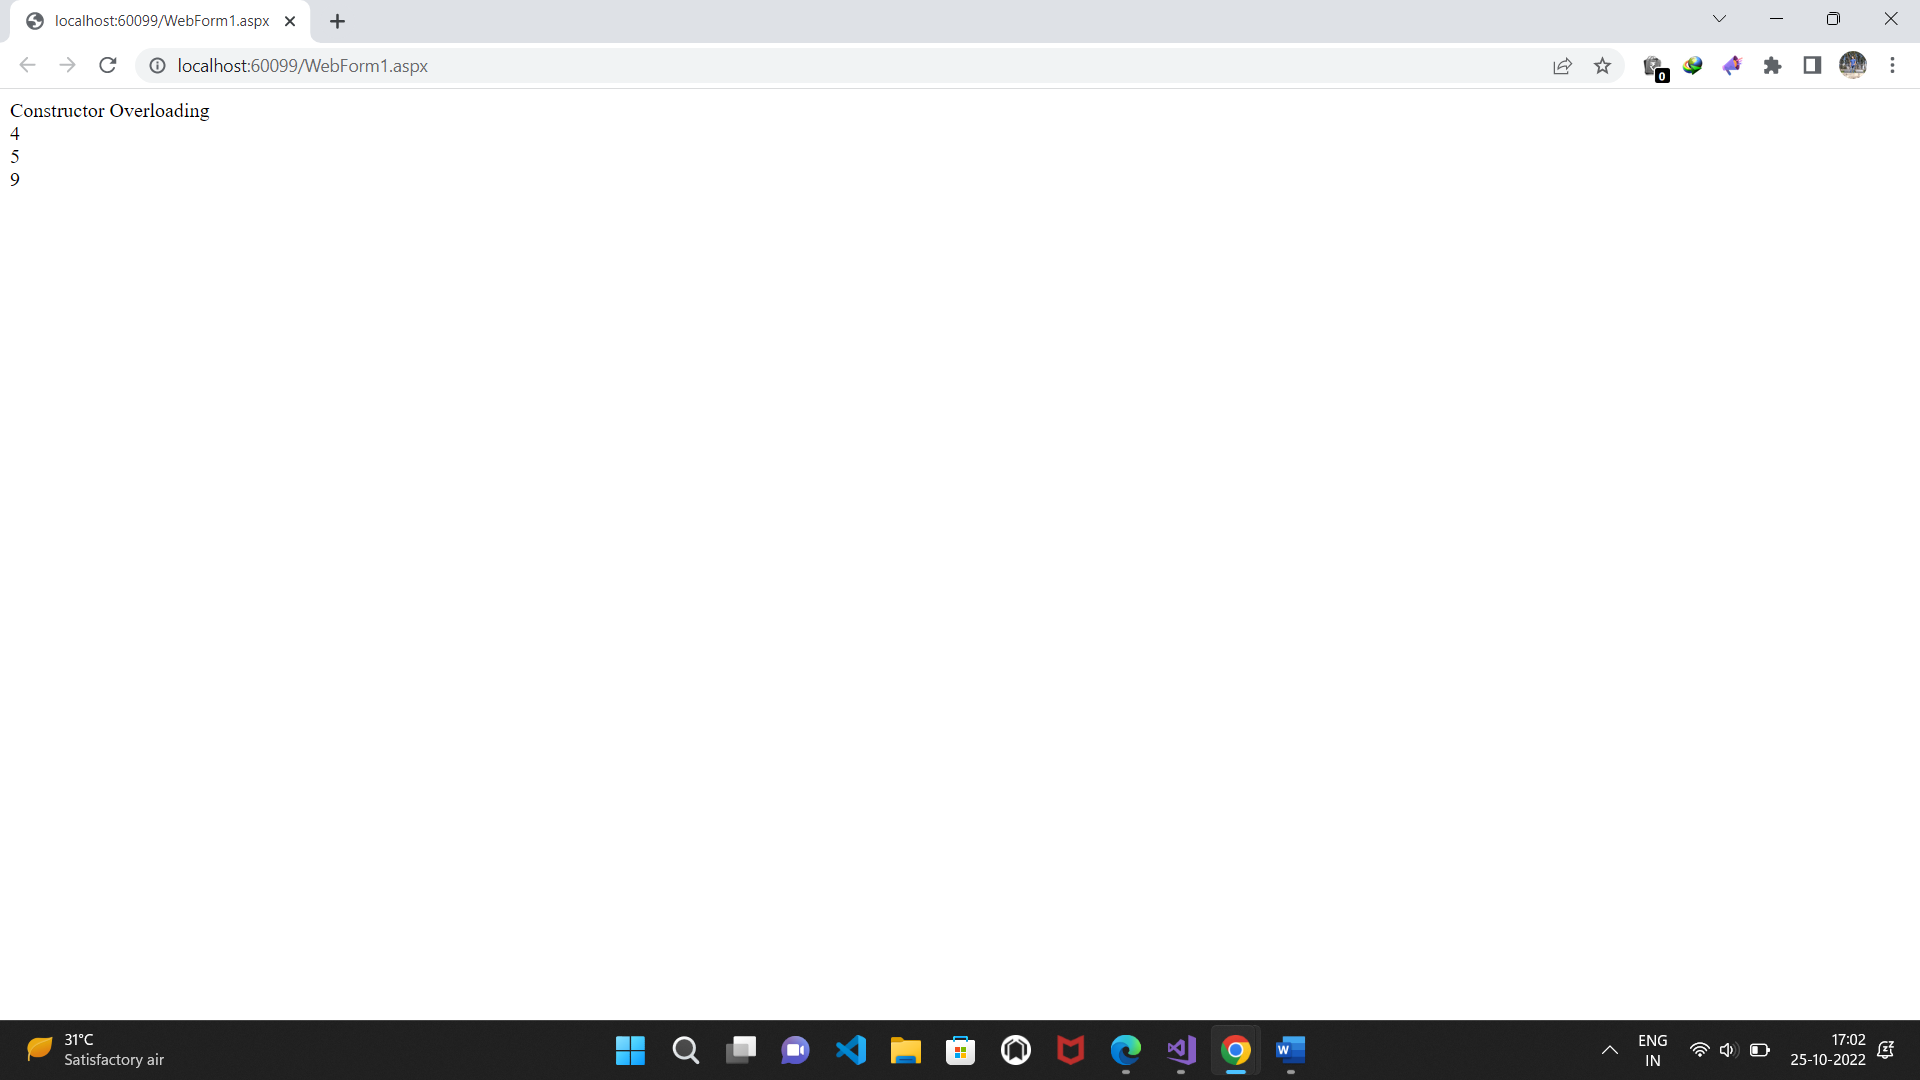 localhost:60099/WebForm1.aspx
localhost:60099/WebForm1.aspx
0
Constructor Overloading
4
5
9
31°C
Satisfactory air
W
ENG
IN
17:02
25-10-2022